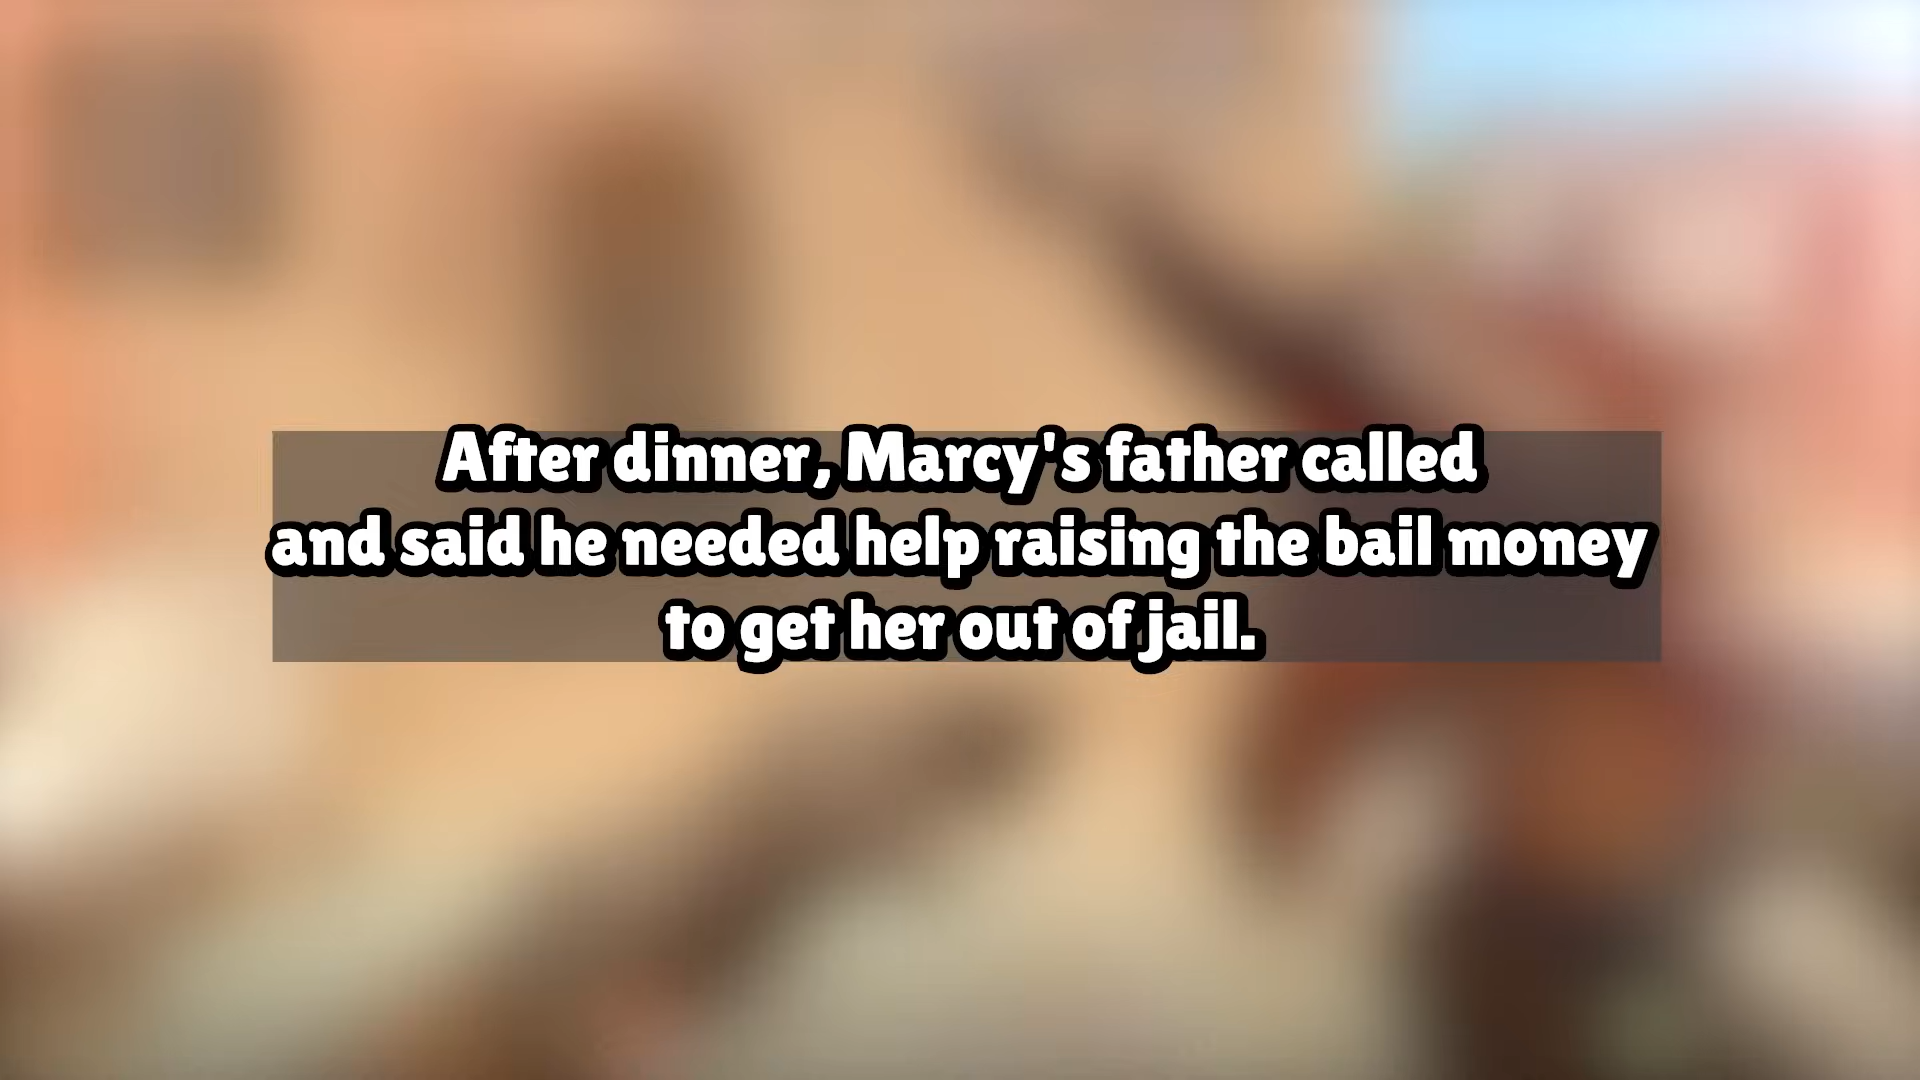 After dinner, Marcy's father called
and said he needed help raising the bail money
to get her out of jail.